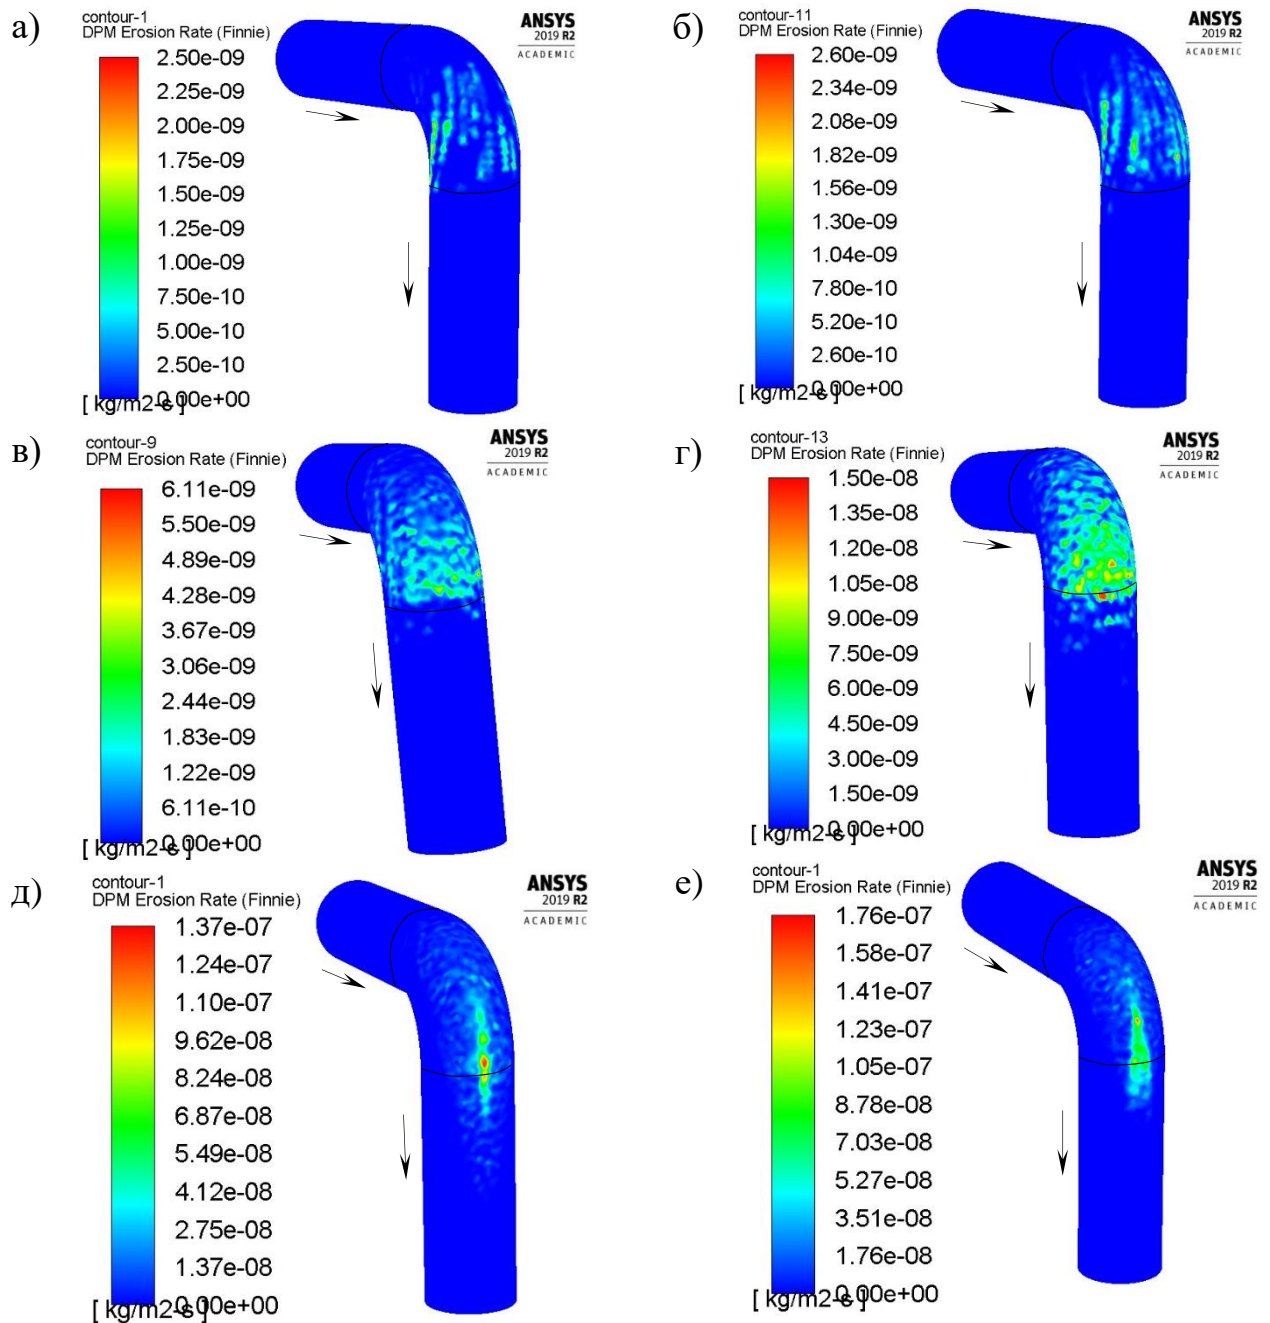 а)
contour-1
DPM Erosion Rate (Finnie)
2.50e-09
2.25e-09
2.00e-09
1.75e-09
1.50e-09
1.25e-09
1.00e-09
7.50e-10
5.00e-10
2.50e-10
0.00e+00
[ kg/m2-s ]
ANSYS
2019 R2
ACADEMIC
б)
contour-11
DPM Erosion Rate (Finnie)
2.60e-09
2.34e-09
2.08e-09
1.82e-09
1.56e-09
1.30e-09
1.04e-09
7.80e-10
5.20e-10
2.60e-10
0.00e+00
[ kg/m2-s ]
ANSYS
2019 R2
ACADEMIC
в)
contour-9
DPM Erosion Rate (Finnie)
6.11e-09
5.50e-09
4.89e-09
4.28e-09
3.67e-09
3.06e-09
2.44e-09
1.83e-09
1.22e-09
6.11e-10
0.00e+00
[ kg/m2-s ]
ANSYS
2019 R2
ACADEMIC
г)
contour-13
DPM Erosion Rate (Finnie)
1.50e-08
1.35e-08
1.20e-08
1.05e-08
9.00e-09
7.50e-09
6.00e-09
4.50e-09
3.00e-09
1.50e-09
0.00e+00
[ kg/m2-s ]
ANSYS
2019 R2
ACADEMIC
д)
contour-1
DPM Erosion Rate (Finnie)
1.37e-07
1.24e-07
1.10e-07
9.62e-08
8.24e-08
6.87e-08
5.49e-08
4.12e-08
2.75e-08
1.37e-08
0.00e+00
[ kg/m2-s ]
ANSYS
2019 R2
ACADEMIC
е)
contour-1
DPM Erosion Rate (Finnie)
1.76e-07
1.58e-07
1.41e-07
1.23e-07
1.05e-07
8.78e-08
7.03e-08
5.27e-08
3.51e-08
1.76e-08
0.00e+00
[ kg/m2-s ]
ANSYS
2019 R2
ACADEMIC